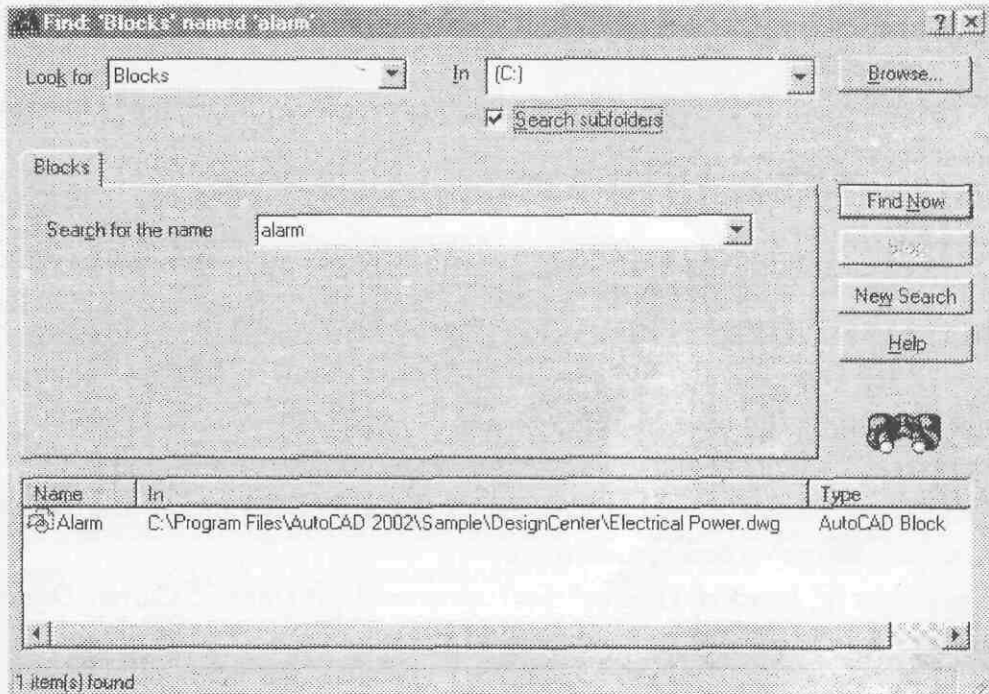 Find: 'Blocks' named 'alarm'
Look for Blocks In (C:) Browse...
Search subfolders
Blocks
Find Now
Search for the name alarm
Stop
New Search
Help
Name In Type
Alarm C:\Program Files\AutoCAD 2002\Sample\DesignCenter\Electrical Power.dwg AutoCAD Block
1 item(s) found